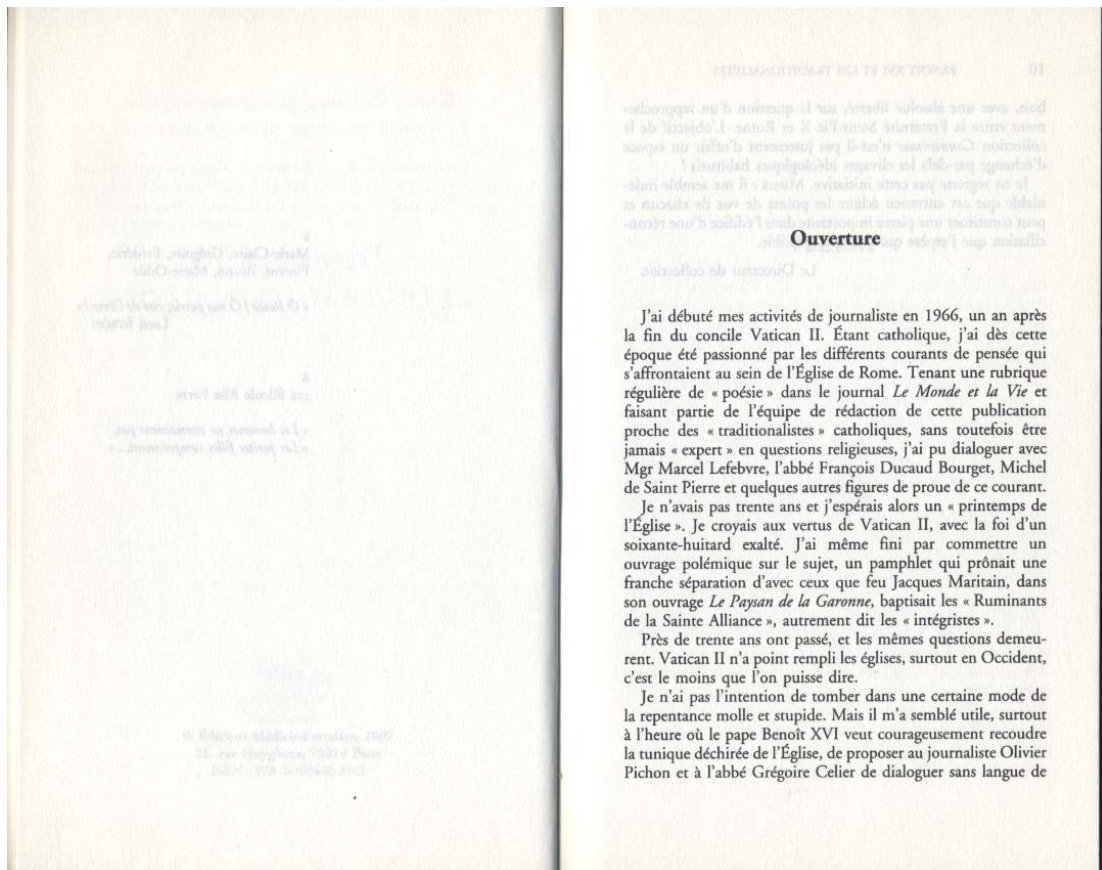 Ouverture
J'ai débuté mes activités de journaliste en 1966, un an après
la fin du concile Vatican II. Étant catholique, j'ai dès cette
époque été passionné par les différents courants de pensée qui
s'affrontaient au sein de l'Église de Rome. Tenant une rubrique
régulière de « poésie » dans le journal Le Monde et la Vie et
faisant partie de l'équipe de rédaction de cette publication
proche des « traditionalistes » catholiques, sans toutefois être
jamais « expert » en questions religieuses, j'ai pu dialoguer avec
Mgr Marcel Lefebvre, l'abbé François Ducaud Bourget, Michel
de Saint Pierre et quelques autres figures de proue de ce courant.
Je n'avais pas trente ans et j'espérais alors un « printemps de
l'Église ». Je croyais aux vertus de Vatican II, avec la foi d'un
soixante-huitard exalté. J'ai même fini par commettre un
ouvrage polémique sur le sujet, un pamphlet qui prônait une
franche séparation d'avec ceux que feu Jacques Maritain, dans
son ouvrage Le Paysan de la Garonne, baptisait les « Ruminants
de la Sainte Alliance », autrement dit les « intégristes ».
Près de trente ans ont passé, et les mêmes questions demeu-
rent. Vatican II n'a point rempli les églises, surtout en Occident,
c'est le moins que l'on puisse dire.
Je n'ai pas l'intention de tomber dans une certaine mode de
la repentance molle et stupide. Mais il m'a semblé utile, surtout
à l'heure où le pape Benoît XVI veut courageusement recoudre
la tunique déchirée de l'Église, de proposer au journaliste Olivier
Pichon et à l'abbé Grégoire Celier de dialoguer sans langue de